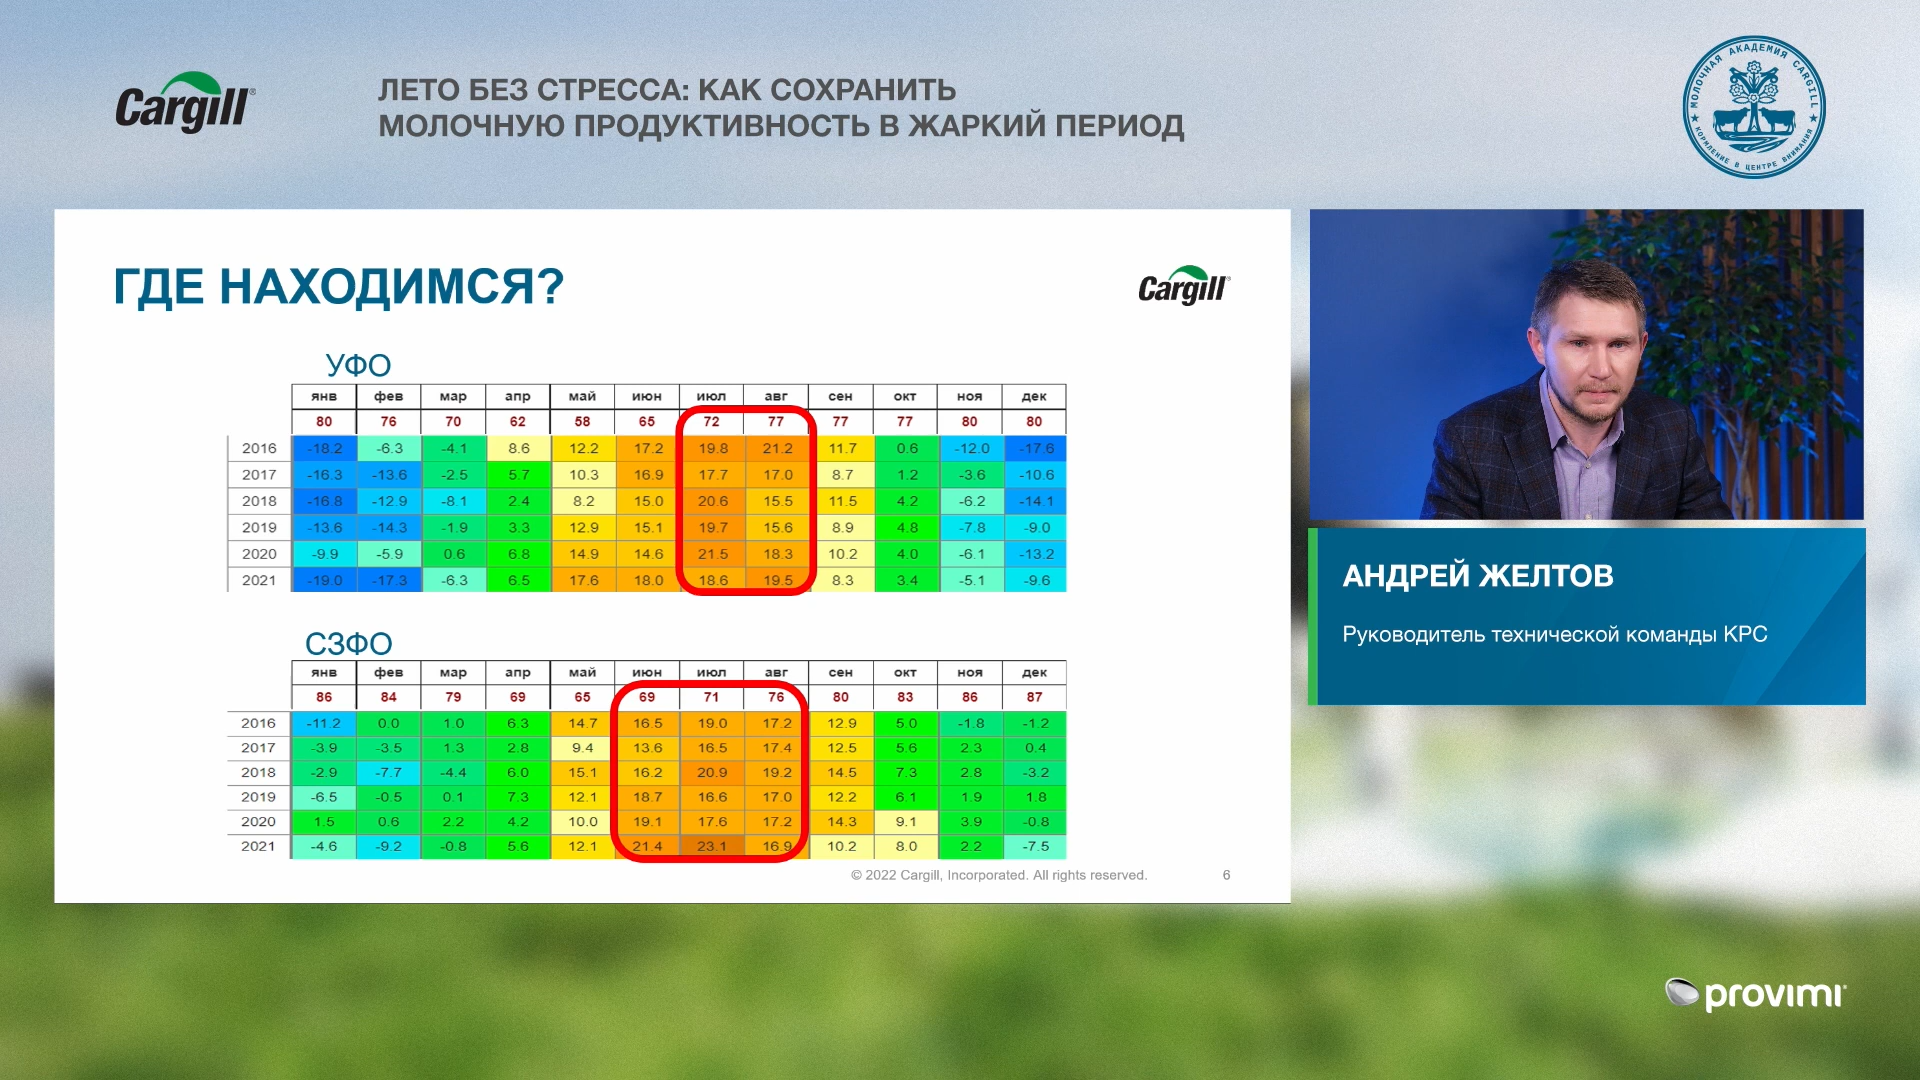 Cargill®
ЛЕТО БЕЗ СТРЕССА: КАК СОХРАНИТЬ
МОЛОЧНУЮ ПРОДУКТИВНОСТЬ В ЖАРКИЙ ПЕРИОД
МОЛОЧНАЯ АКАДЕМИЯ CARGILL
КОРМЛЕНИЕ В ЦЕНТРЕ ВНИМАНИЯ
ГДЕ НАХОДИМСЯ?
Cargill®
УФО
янв фев мар апр май июн июл авг сен окт ноя дек
80 76 70 62 58 65 72 77 77 77 80 80
2016 -18.2 -6.3 -4.1 8.6 12.2 17.2 19.8 21.2 11.7 0.6 -12.0 -17.6
2017 -16.3 -13.6 -2.5 5.7 10.3 16.9 17.7 17.0 8.7 1.2 -3.6 -10.6
2018 -16.8 -12.9 -8.1 2.4 8.2 15.0 20.6 15.5 11.5 4.2 -6.2 -14.1
2019 -13.6 -14.3 -1.9 3.3 12.9 15.1 19.7 15.6 8.9 4.8 -7.8 -9.0
2020 -9.9 -5.9 0.6 6.8 14.9 14.6 21.5 18.3 10.2 4.0 -6.1 -13.2
2021 -19.0 -17.3 -6.3 6.5 17.6 18.0 18.6 19.5 8.3 3.4 -5.1 -9.6
СЗФО
янв фев мар апр май июн июл авг сен окт ноя дек
86 84 79 69 65 69 71 76 80 83 86 87
2016 -11.2 0.0 1.0 6.3 14.7 16.5 19.0 17.2 12.9 5.0 -1.8 -1.2
2017 -3.9 -3.5 1.3 2.8 9.4 13.6 16.5 17.4 12.5 5.6 2.3 0.4
2018 -2.9 -7.7 -4.4 6.0 15.1 16.2 20.9 19.2 14.5 7.3 2.8 -3.2
2019 -6.5 -0.5 0.1 7.3 12.1 18.7 16.6 17.0 12.2 6.1 1.9 1.8
2020 1.5 0.6 2.2 4.2 10.0 19.1 17.6 17.2 14.3 9.1 3.9 -0.8
2021 -4.6 -9.2 -0.8 5.6 12.1 21.4 23.1 16.9 10.2 8.0 2.2 -7.5
© 2022 Cargill, Incorporated. All rights reserved.
6
АНДРЕЙ ЖЕЛТОВ
Руководитель технической команды КРС
provimi